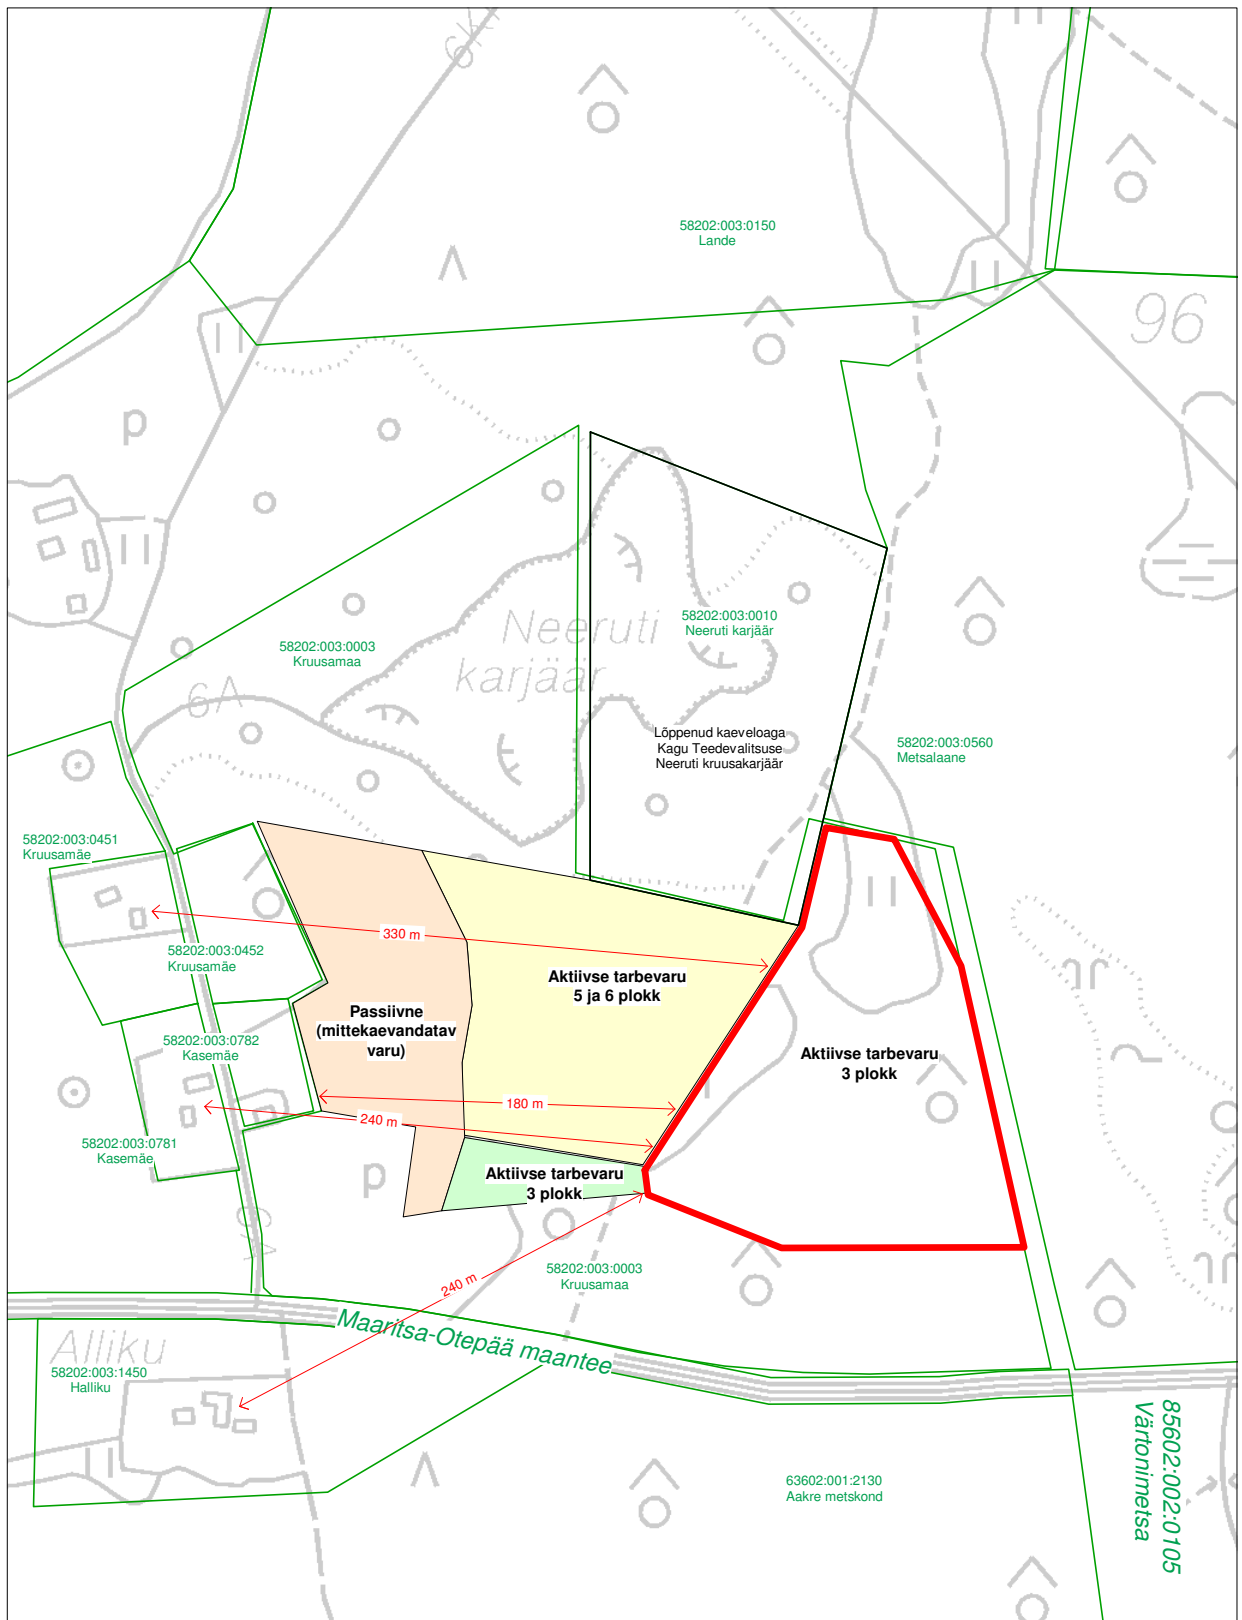 6kr
58202:003:0150
Lande
96
p
58202:003:0010
Neeruti karjäär
Neeruti
karjäär
58202:003:0003
Kruusamaa
6A
Lõppenud kaeveloaga
Kagu Teedevalitsuse
Neeruti kruusakarjäär
58202:003:0560
Metsalaane
58202:003:0451
Kruusamäe
330 m
58202:003:0452
Kruusamäe
Aktiivse tarbevaru
5 ja 6 plokk
Passiivne
(mittekaevandatav
varu)
58202:003:0782
Kasemäe
Aktiivse tarbevaru
3 plokk
180 m
240 m
58202:003:0781
Kasemäe
p
Aktiivse tarbevaru
3 plokk
6A
58202:003:0003
Kruusamaa
240 m
Maaritsa-Otepää maantee
Alliku
58202:003:1450
Halliku
85602:002:0105
Värtonimetsa
63602:001:2130
Aakre metskond